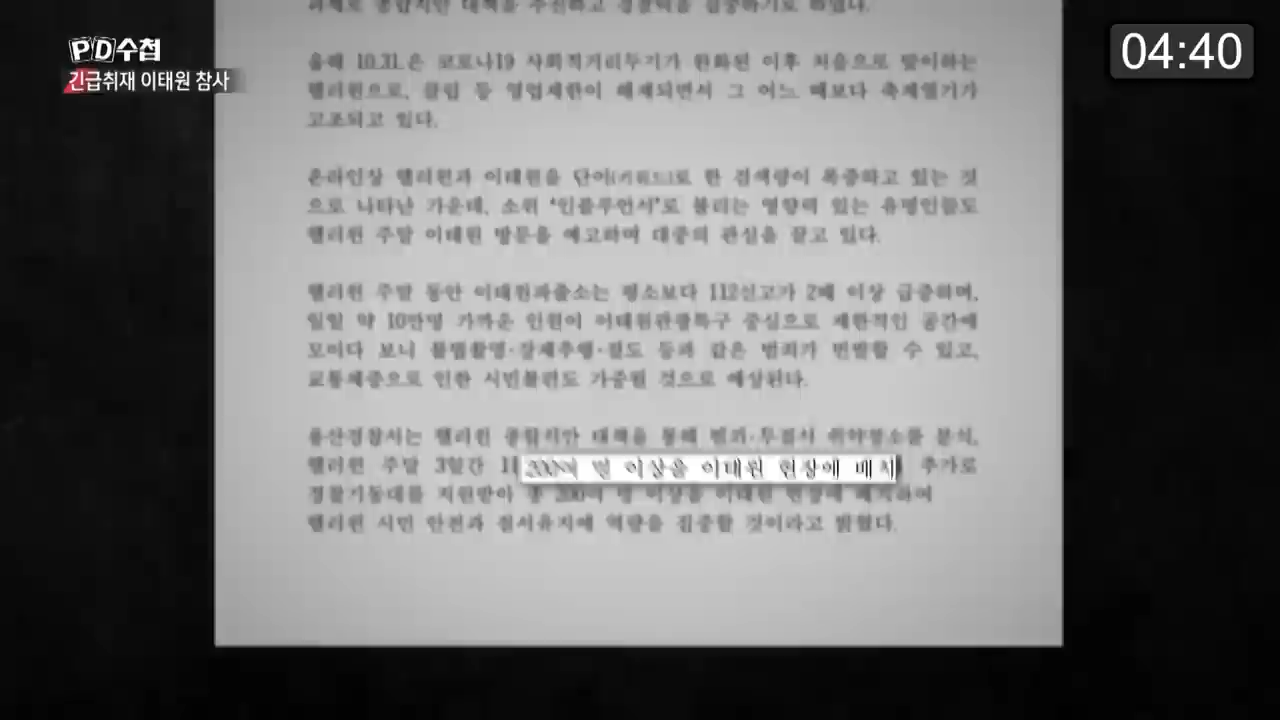 PD수첩
긴급취재 이태원 참사
04:40
올해 10.31.은 코로나19 사회적거리두기가 완화된 이후 처음으로 맞이하는
핼러윈으로, 클럽 등 영업제한이 해제되면서 그 어느 때보다 축제열기가
고조되고 있다.
온라인상 핼러윈과 이태원을 단어(키워드)로 한 검색량이 폭증하고 있는 것
으로 나타난 가운데, 소위 '인플루언서'로 불리는 영향력 있는 유명인들도
핼러윈 주말 이태원 방문을 예고하며 대중의 관심을 끌고 있다.
핼러윈 주말 동안 이태원파출소는 평소보다 112신고가 2배 이상 급증하며,
일일 약 10만명 가까운 인원이 이태원관광특구 중심으로 제한적인 공간에
모이다 보니 불법촬영·강제추행·절도 등과 같은 범죄가 빈발할 수 있고,
교통체증으로 인한 시민불편도 가중될 것으로 예상된다.
용산경찰서는 핼러윈 종합치안 대책을 통해 범죄· 취약장소를 분석,
핼러윈 주말 3일간 200여 명 이상을 이태원 현장에 배치 추가로
경찰기동대를 지원받아 총 200여 명 이상을 이태원 현장에 배치하여
핼러윈 시민 안전과 질서유지에 역량을 집중할 것이라고 밝혔다.